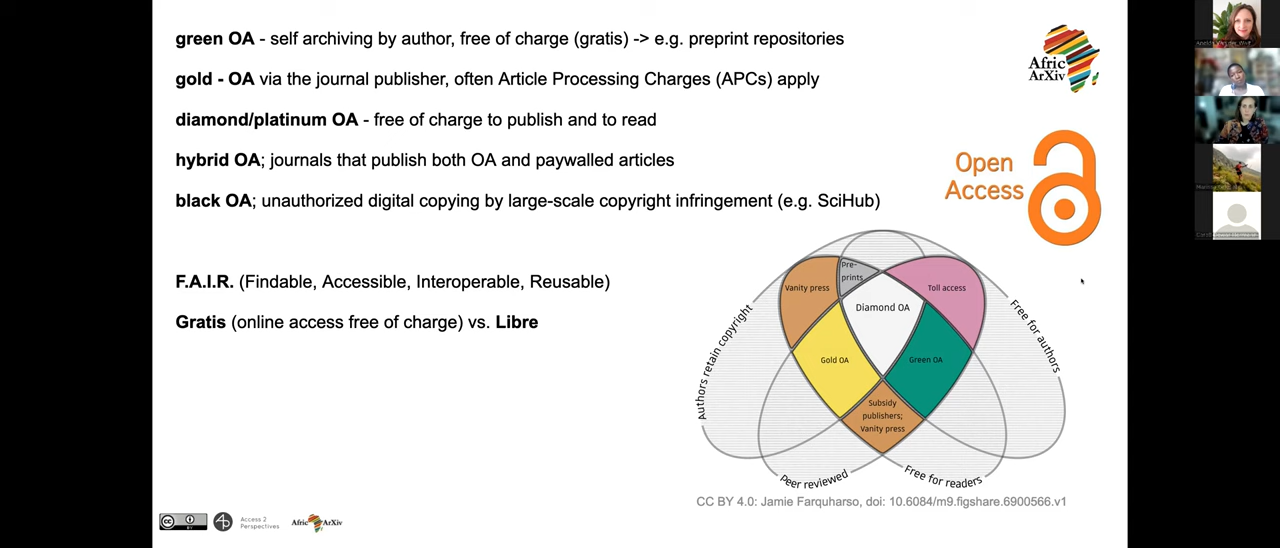 green OA - self archiving by author, free of charge (gratis) -> e.g. preprint repositories
gold - OA via the journal publisher, often Article Processing Charges (APCs) apply
diamond/platinum OA - free of charge to publish and to read
hybrid OA; journals that publish both OA and paywalled articles
black OA; unauthorized digital copying by large-scale copyright infringement (e.g. SciHub)
F.A.I.R. (Findable, Accessible, Interoperable, Reusable)
Gratis (online access free of charge) vs. Libre
Afric
ArXiv
Open
Access
Pre-
prints
Vanity press
Toll access
Diamond OA
Gold OA
Green OA
Subsidy
publishers;
Vanity press
Authors retain copyright
Free for authors
Peer reviewed
Free for readers
CC BY 4.0: Jamie Farquharso, doi: 10.6084/m9.figshare.6900566.v1
cc
BY
Access 2
Perspectives
Afric
ArXiv